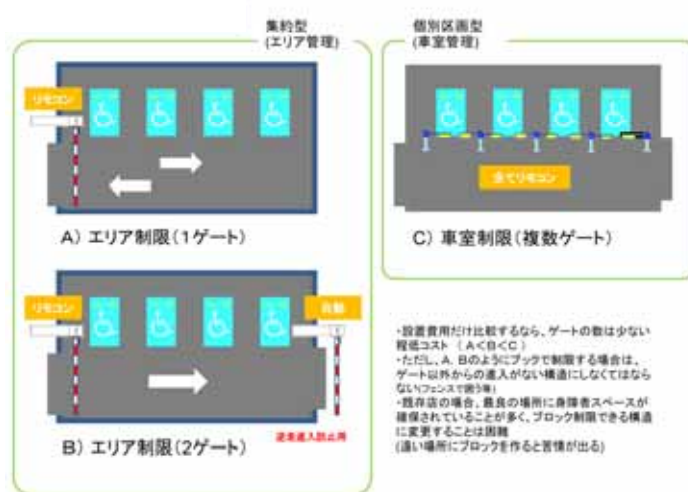 集約型
(エリア管理)
個別区画型
(車室管理)
リモコン
A) エリア制限(1ゲート)
全てリモコン
C) 車室制限(複数ゲート)
リモコン
自動
逆走進入防止用
B) エリア制限(2ゲート)
・設置費用だけ比較するなら、ゲートの数は少ない
程低コスト (A<B<C)
・ただし、A、Bのようにブックで制限する場合は、
ゲート以外からの進入がない構造にしなくてはなら
ない(フェンスで囲う等)
・既存店の場合、最良の場所に身障者スペースが
確保されていることが多く、ブロック制限できる構造
に変更することは困難
(遠い場所にブロックを作ると苦情が出る)